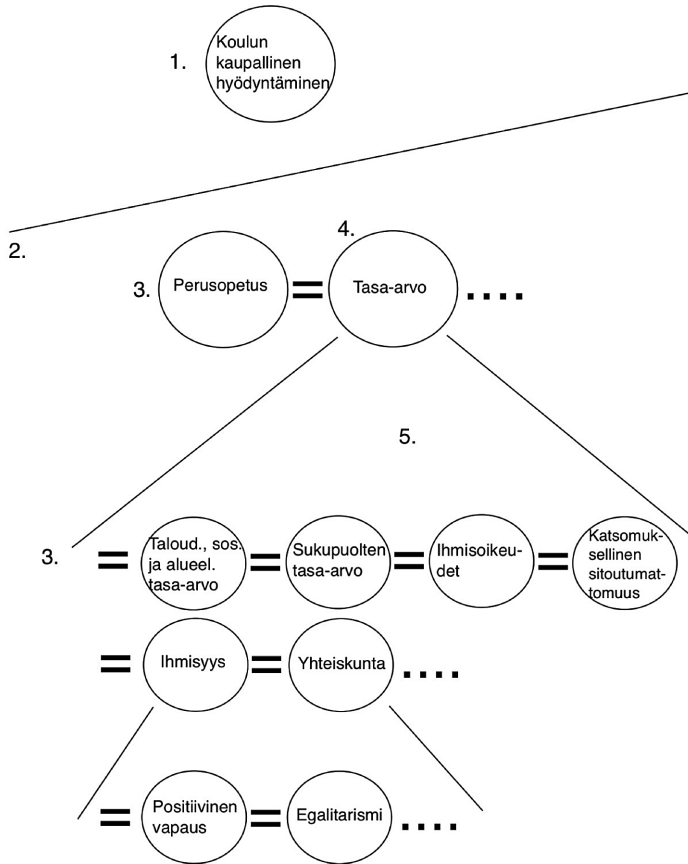 1.
Koulun
kaupallinen
hyödyntäminen
2.
4.
3.
Perusopetus
=
Tasa-arvo
....
5.
3.
=
Taloud., sos.
ja alueel.
tasa-arvo
=
Sukupuolten
tasa-arvo
=
Ihmisoikeu-
det
=
Katsomuk-
sellinen
sitoutumat-
tomuus
=
Ihmisyys
=
Yhteiskunta
....
=
Positiivinen
vapaus
=
Egalitarismi
....